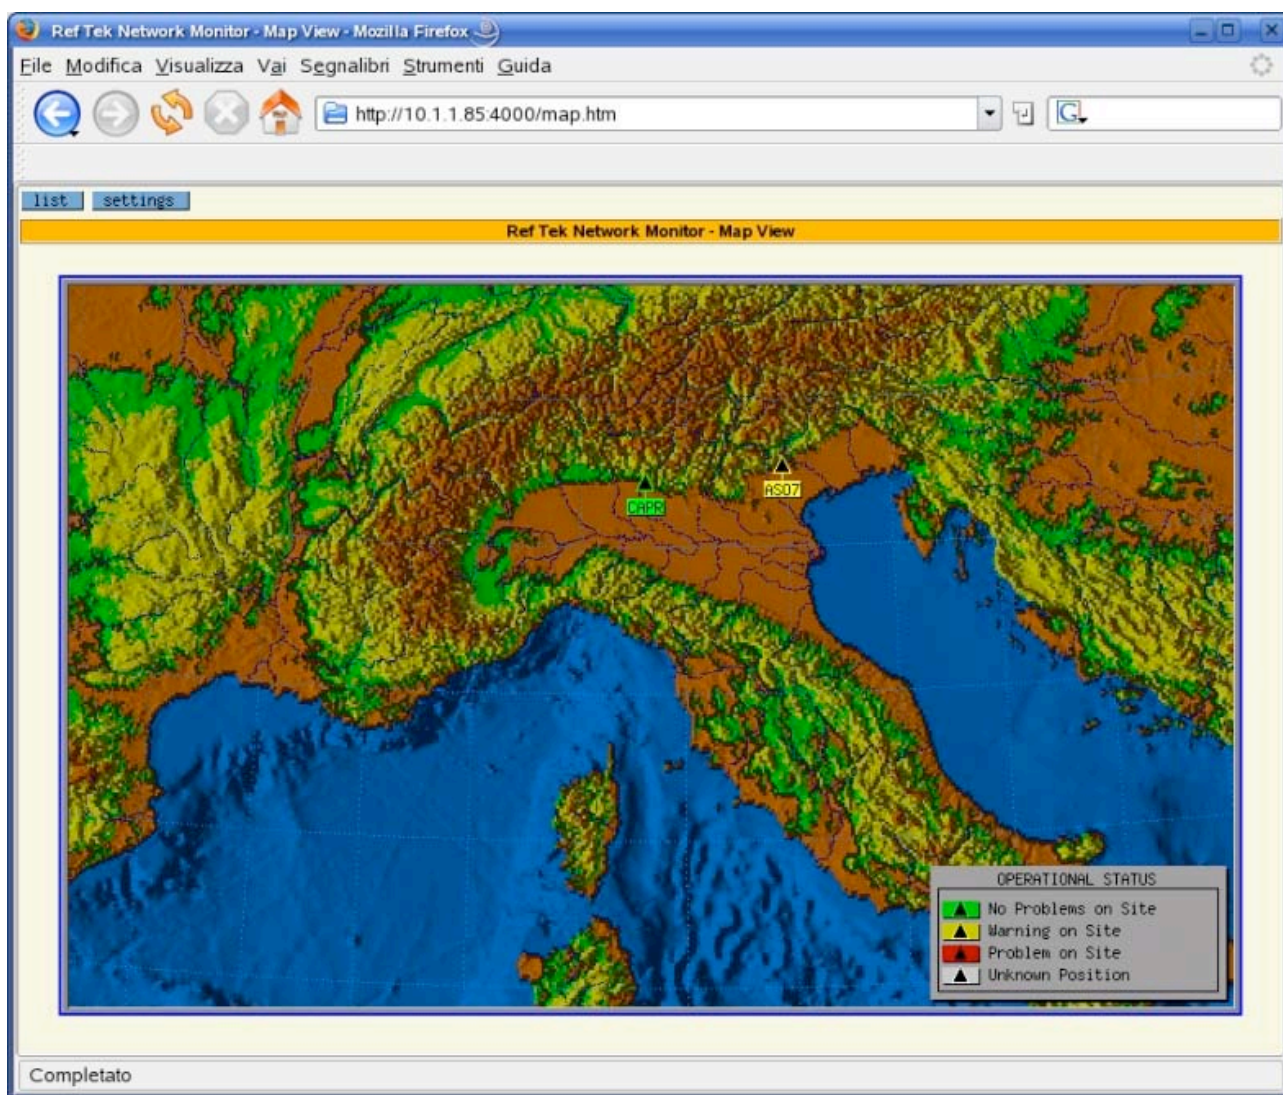 Ref Tek Network Monitor - Map View - Mozilla Firefox
File Modifica Visualizza Vai Segnalibri Strumenti Guida
http://10.1.1.85:4000/map.htm
list settings
Ref Tek Network Monitor - Map View
AS07
CAPR
OPERATIONAL STATUS
No Problems on Site
Warning on Site
Problem on Site
Unknown Position
Completato